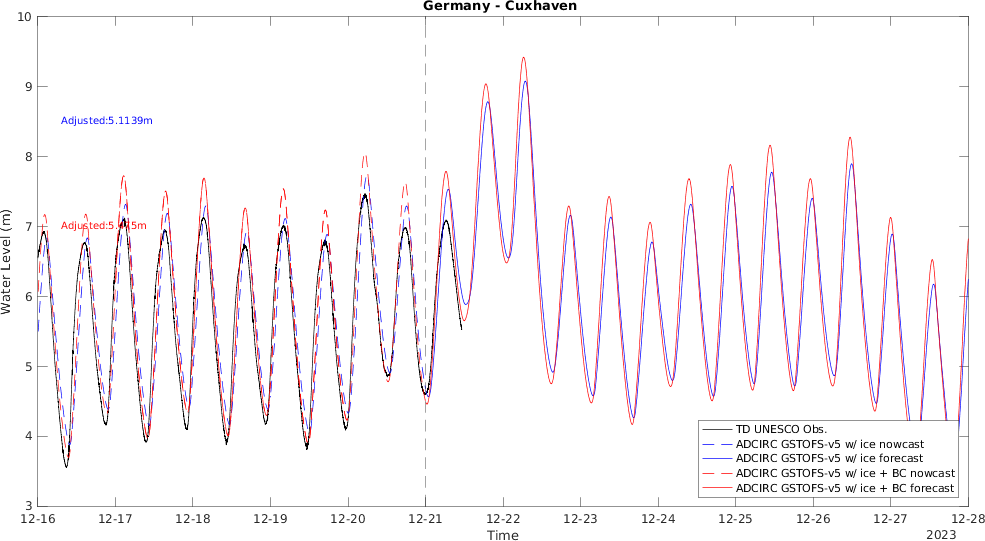 Germany - Cuxhaven
10
9
8
7
6
5
4
3
Water Level (m)
Adjusted:5.1139m
12-16
12-17
12-18
12-19
12-20
12-21
12-22
12-23
12-24
12-25
12-26
12-27
12-28
Time
2023
TD UNESCO Obs.
ADCIRC GSTOFS-v5 w/ ice nowcast
ADCIRC GSTOFS-v5 w/ ice forecast
ADCIRC GSTOFS-v5 w/ ice + BC nowcast
ADCIRC GSTOFS-v5 w/ ice + BC forecast